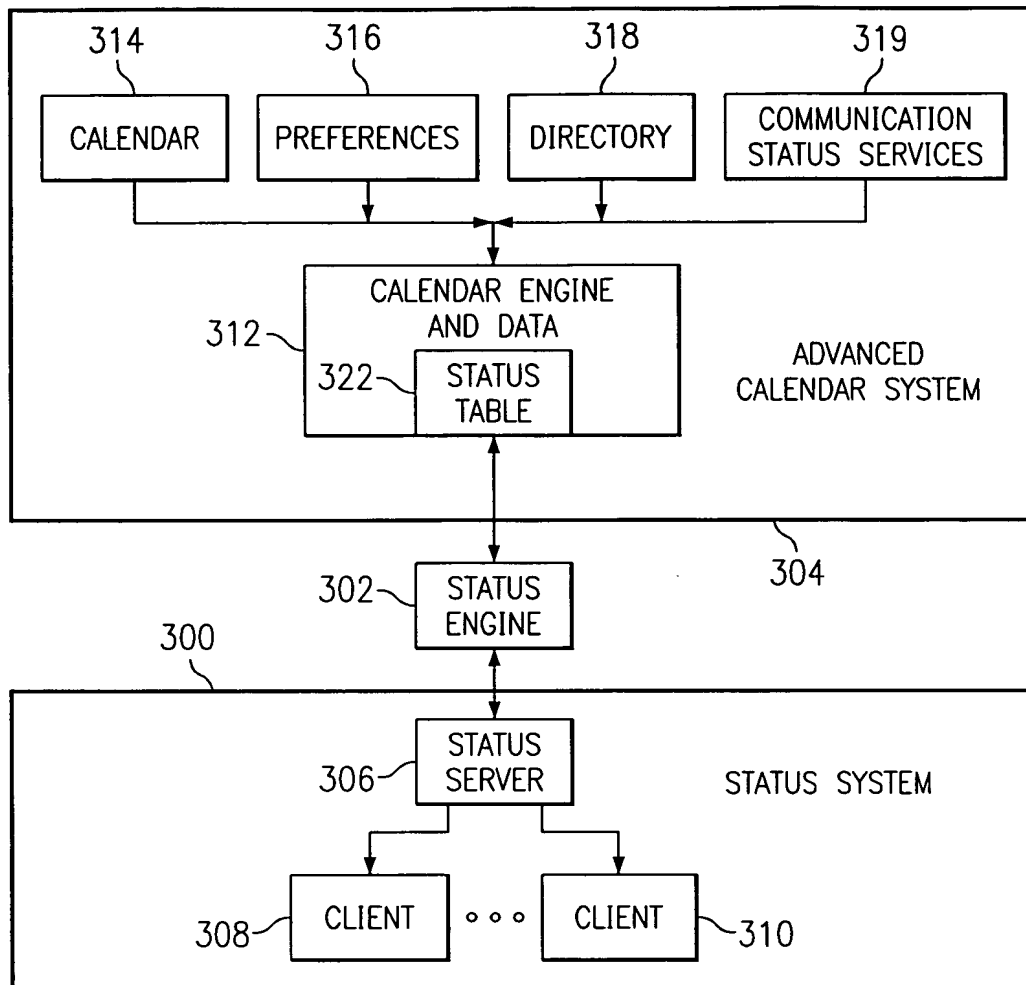 314
316
318
319
CALENDAR
PREFERENCES
DIRECTORY
COMMUNICATION
STATUS SERVICES
CALENDAR ENGINE
AND DATA
312
322
STATUS
TABLE
ADVANCED
CALENDAR SYSTEM
304
302
STATUS
ENGINE
300
STATUS
SERVER
306
STATUS SYSTEM
308
CLIENT
CLIENT
310